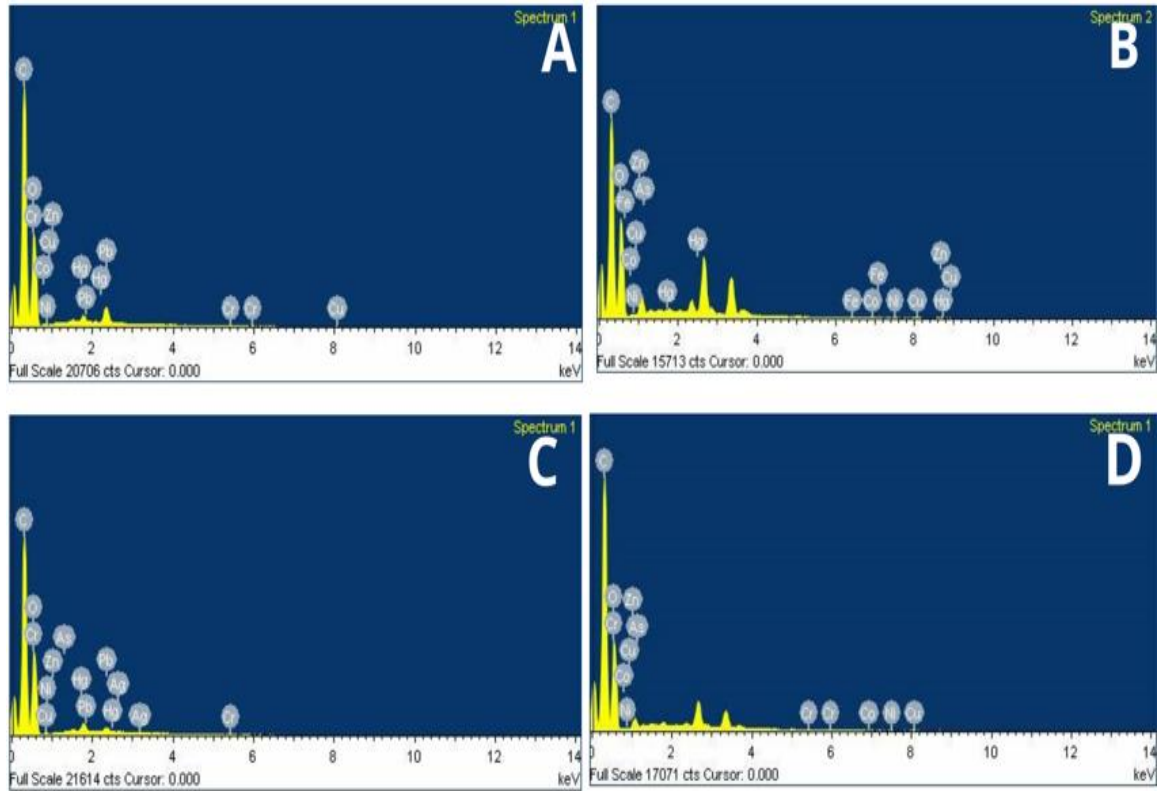 Spectrum 1
A
C
O
Cr
Zn
Cu
Co
Ni
Hg
Pb
Hg
Pb
Cr
Cr
Cu
0 2 4 6 8 10 12 14
Full Scale 20706 cts Cursor: 0.000 keV
Spectrum 2
B
C
Zn
O
As
Fe
Cu
Co
Ni
Hg
Hg
Fe
Co
Fe
Ni
Cu
Zn
Cu
Hg
0 2 4 6 8 10 12 14
Full Scale 15713 cts Cursor: 0.000 keV
Spectrum 1
C
C
O
Cr
As
Zn
Ni
Cu
Hg
Pb
Pb
Ag
Hg
Ag
Cr
0 2 4 6 8 10 12 14
Full Scale 21614 cts Cursor: 0.000 keV
Spectrum 1
D
C
O
Zn
Cr
As
Cu
Co
Ni
Cr
Cr
Co
Ni
Cu
0 2 4 6 8 10 12 14
Full Scale 17071 cts Cursor: 0.000 keV